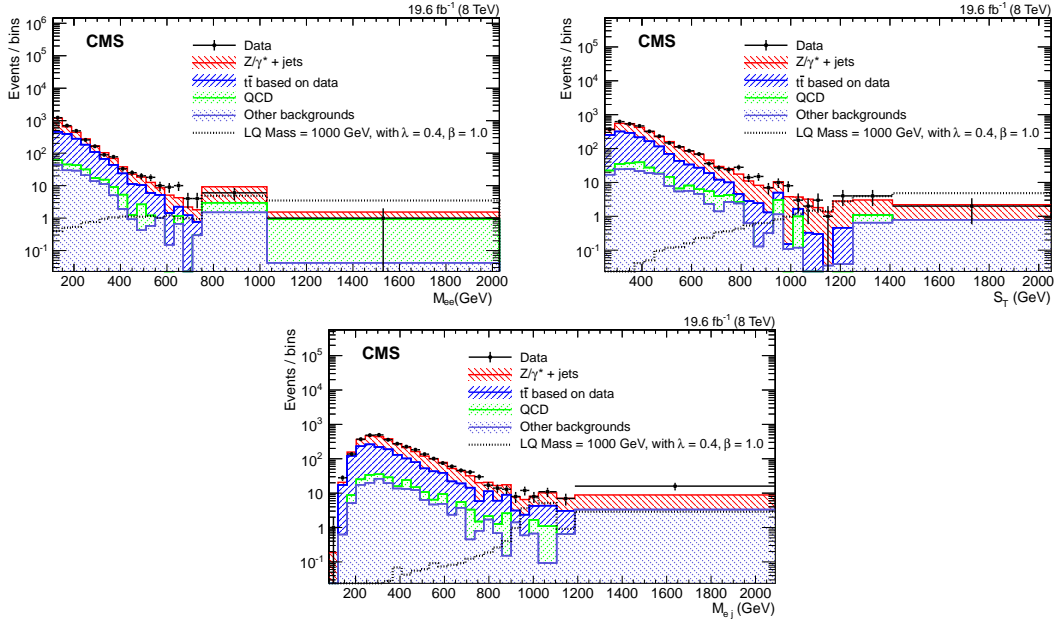 19.6 fb⁻¹ (8 TeV)
CMS
Data
Z/γ* + jets
tt̄ based on data
QCD
Other backgrounds
LQ Mass = 1000 GeV, with λ = 0.4, β = 1.0
Events / bins
10⁶
10⁵
10⁴
10³
10²
10
1
10⁻¹
200 400 600 800 1000 1200 1400 1600 1800 2000
M_ee(GeV)
19.6 fb⁻¹ (8 TeV)
CMS
Data
Z/γ* + jets
tt̄ based on data
QCD
Other backgrounds
LQ Mass = 1000 GeV, with λ = 0.4, β = 1.0
Events / bins
10⁵
10⁴
10³
10²
10
1
10⁻¹
400 600 800 1000 1200 1400 1600 1800 2000
S_T (GeV)
19.6 fb⁻¹ (8 TeV)
CMS
Data
Z/γ* + jets
tt̄ based on data
QCD
Other backgrounds
LQ Mass = 1000 GeV, with λ = 0.4, β = 1.0
Events / bins
10⁵
10⁴
10³
10²
10
1
10⁻¹
200 400 600 800 1000 1200 1400 1600 1800 2000
M_e j (GeV)